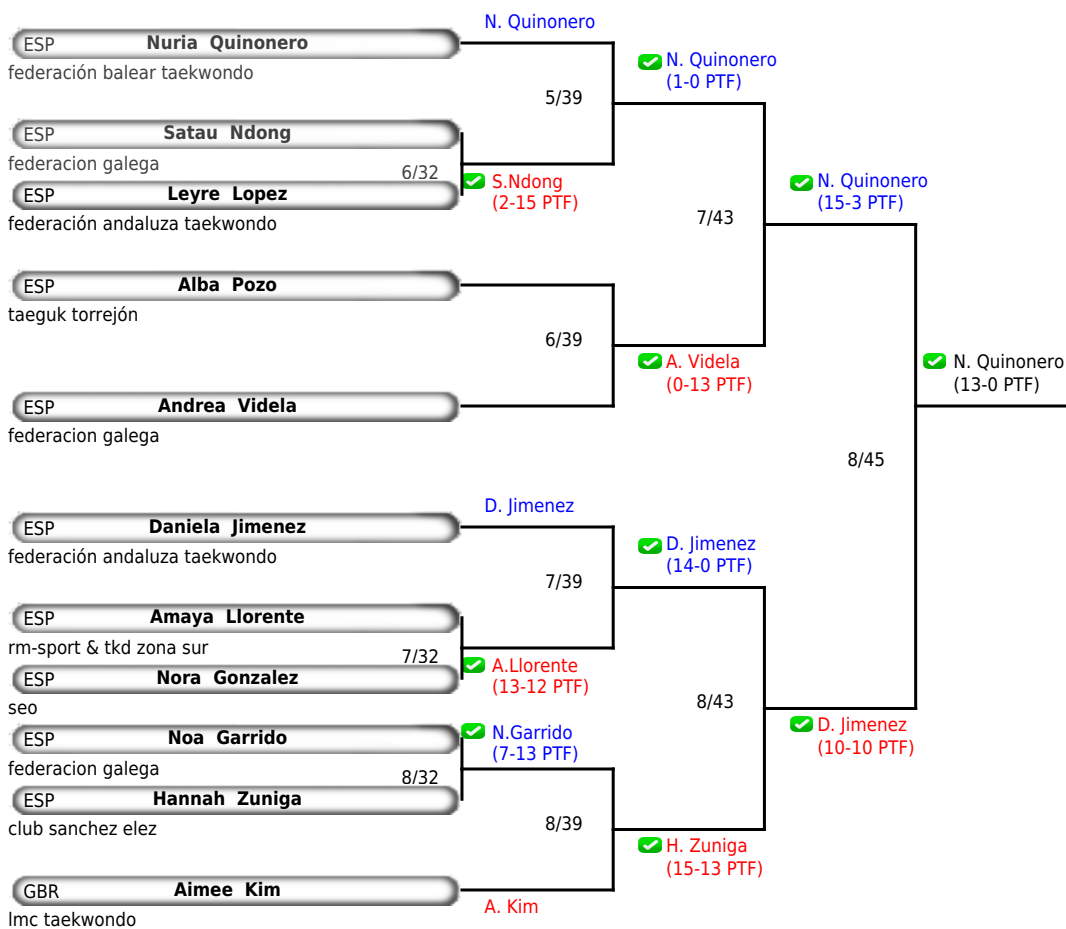 N. Quinonero
ESP Nuria Quinonero
federación balear taekwondo
N. Quinonero
(1-0 PTF)
5/39
ESP Satau Ndong
federacion galega
6/32
S.Ndong
(2-15 PTF)
ESP Leyre Lopez
federación andaluza taekwondo
N. Quinonero
(15-3 PTF)
7/43
ESP Alba Pozo
taeguk torrejón
6/39
A. Videla
(0-13 PTF)
N. Quinonero
(13-0 PTF)
ESP Andrea Videla
federacion galega
8/45
D. Jimenez
ESP Daniela Jimenez
federación andaluza taekwondo
D. Jimenez
(14-0 PTF)
7/39
ESP Amaya Llorente
rm-sport & tkd zona sur
7/32
A.Llorente
(13-12 PTF)
ESP Nora Gonzalez
seo
8/43
N.Garrido
(7-13 PTF)
ESP Noa Garrido
federacion galega
8/32
D. Jimenez
(10-10 PTF)
ESP Hannah Zuniga
club sanchez elez
8/39
H. Zuniga
(15-13 PTF)
GBR Aimee Kim
A. Kim
lmc taekwondo